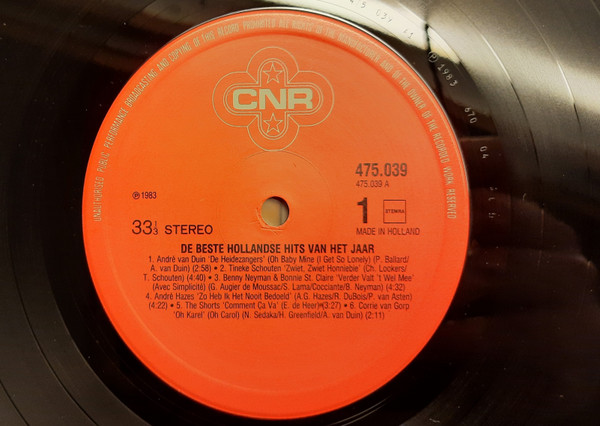 UNAUTHORISED PUBLIC PERFORMANCE BROADCASTING AND COPYING OF THIS RECORD PROHIBITED ALL RIGHTS OF THE MANUFACTURER AND OF THE OWNER OF THE RECORDED WORK RESERVED
CNR
475.039
475.039 A
℗ 1983
33 1/3 STEREO
1
STEMRA
MADE IN HOLLAND
DE BESTE HOLLANDSE HITS VAN HET JAAR
1. André van Duin 'De Heidezangers' (Oh Baby Mine (I Get So Lonely) (P. Ballard/
A. van Duin) (2:58) • 2. Tineke Schouten 'Zwiet, Zwiet Honniebie' (Ch. Lockers/
T. Schouten) (4:40) • 3. Benny Neyman & Bonnie St. Claire 'Verder Valt 't Wel Mee'
(Avec Simplicité) (G. Augier de Moussac/S. Lama/Cocciante/B. Neyman) (4:32)
4. André Hazes 'Zo Heb Ik Het Nooit Bedoeld' (A.G. Hazes/R. DuBois/P. van Asten)
(4:22) • 5. The Shorts 'Comment Ça Va' (E. de Heer) (3:27) • 6. Corrie van Gorp
'Oh Karel' (Oh Carol) (N. Sedaka/H. Greenfield/A. van Duin) (2:11)
℗ 1983 670 04